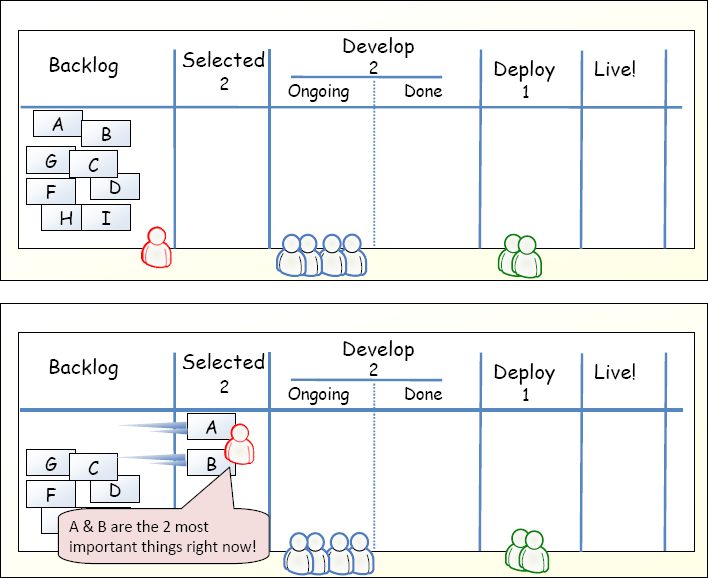 Backlog
Selected
2
Develop
2
Ongoing
Done
Deploy
1
Live!
A
B
G
C
F
D
H
I
Backlog
Selected
2
Develop
2
Ongoing
Done
Deploy
1
Live!
A
B
G
C
F
D
A & B are the 2 most
important things right now!